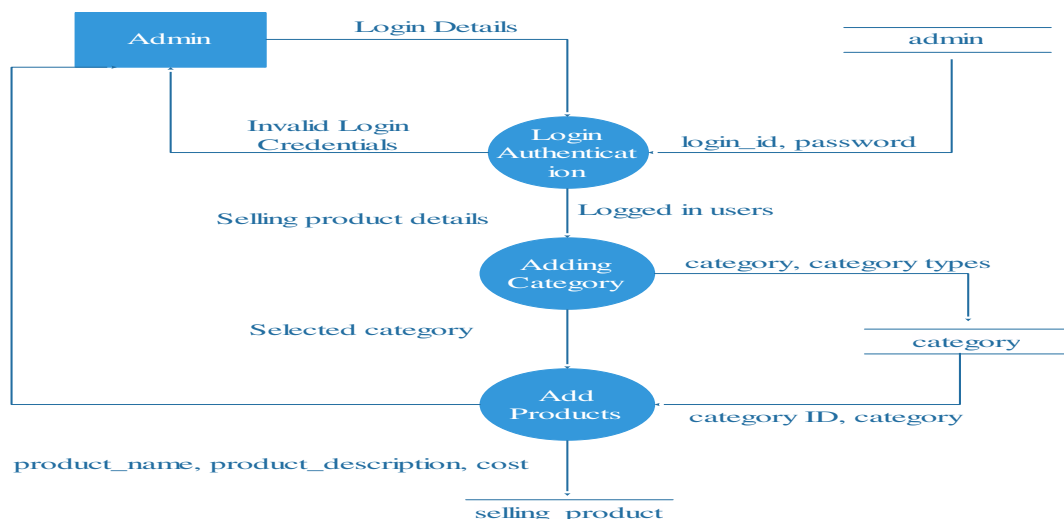 Admin
Login Details
admin
Invalid Login
Credentials
Login
Authenticat
ion
login_id, password
Selling product details
Logged in users
Adding
Category
category, category types
Selected category
category
Add
Products
category ID, category
product_name, product_description, cost
selling_product